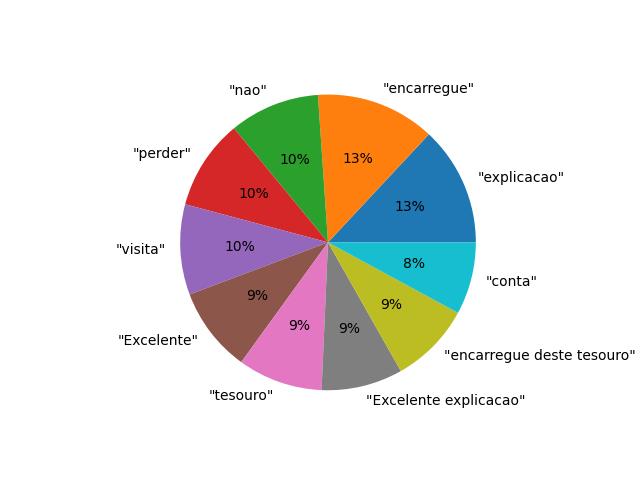 "nao"
"encarregue"
"perder"
"explicacao"
10%
13%
10%
13%
"visita"
10%
8%
"conta"
9%
9%
9%
9%
"Excelente"
"encarregue deste tesouro"
"tesouro"
"Excelente explicacao"